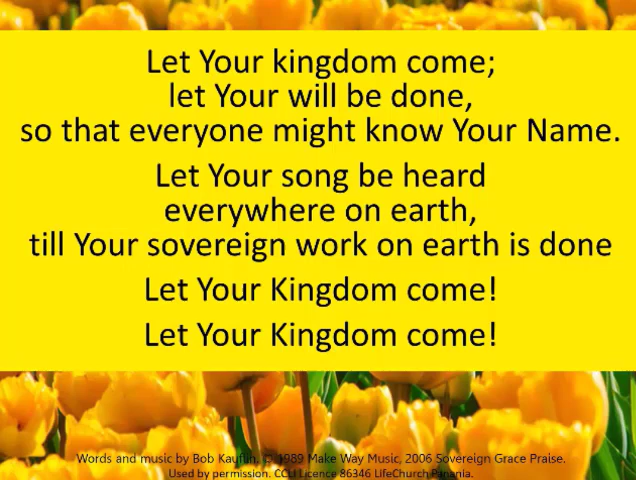 Let Your kingdom come;
let Your will be done,
so that everyone might know Your Name.
Let Your song be heard
everywhere on earth,
till Your sovereign work on earth is done
Let Your Kingdom come!
Let Your Kingdom come!
Words and music by Bob Kauflin. © 1989 Make Way Music, 2006 Sovereign Grace Praise.
Used by permission. CCLI Licence 86346 LifeChurch Panania.